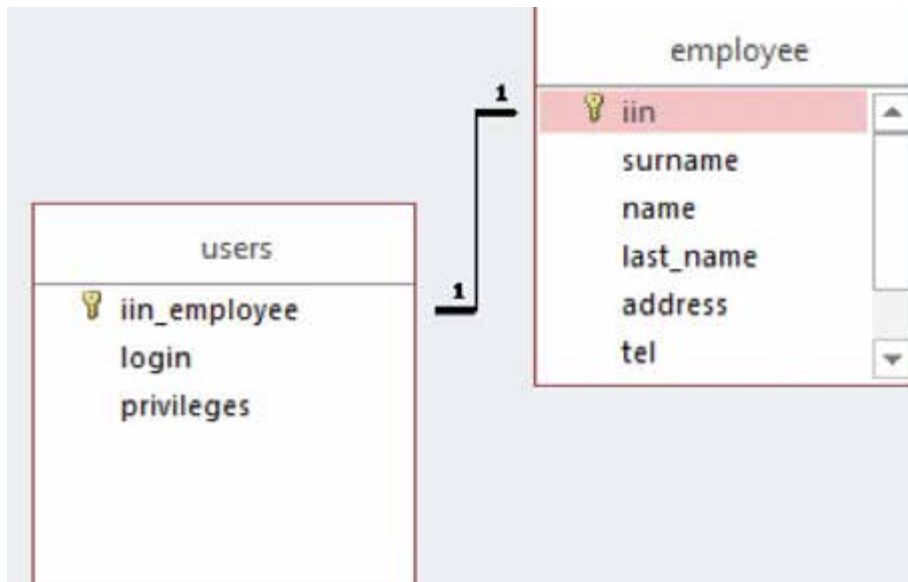 employee
1
iin
surname
name
last_name
address
tel
users
1
iin_employee
login
privileges